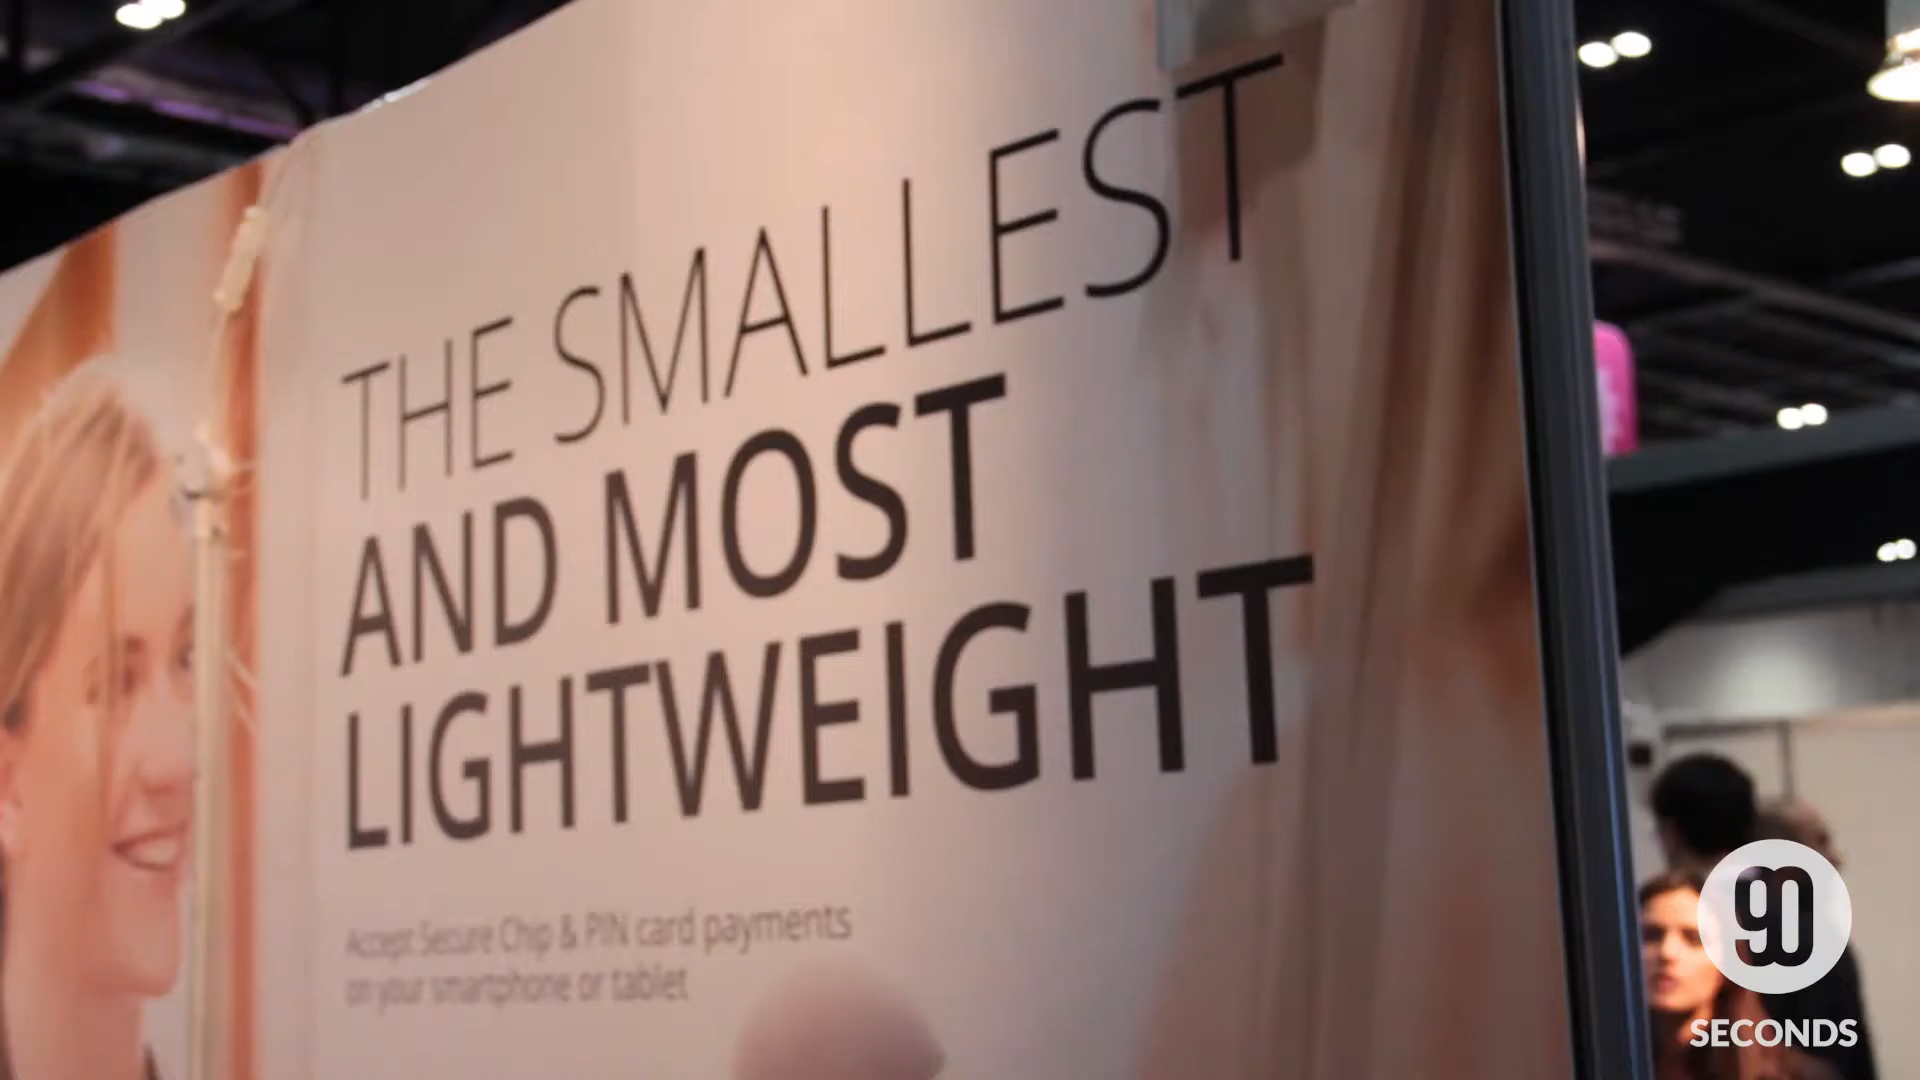 THE SMALLEST
AND MOST
LIGHTWEIGHT
Accept Secure Chip & PIN card payments
on your smartphone or tablet
90
SECONDS